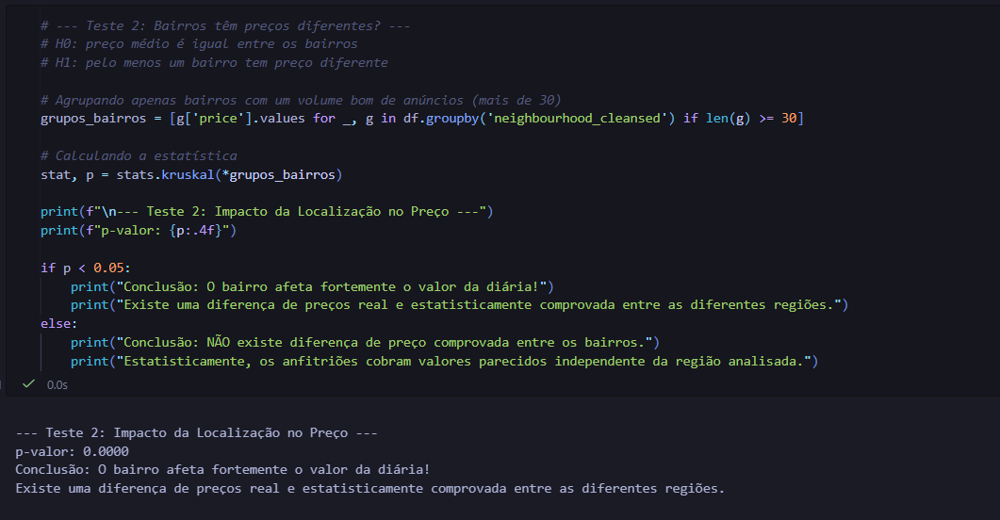 # --- Teste 2: Bairros têm preços diferentes? ---
# H0: preço médio é igual entre os bairros
# H1: pelo menos um bairro tem preço diferente
# Agrupando apenas bairros com um volume bom de anúncios (mais de 30)
grupos_bairros = [g['price'].values for _, g in df.groupby('neighbourhood_cleansed') if len(g) >= 30]
# Calculando a estatística
stat, p = stats.kruskal(*grupos_bairros)
print(f"\n--- Teste 2: Impacto da Localização no Preço ---")
print(f"p-valor: {p:.4f}")
if p < 0.05:
    print("Conclusão: O bairro afeta fortemente o valor da diária!")
    print("Existe uma diferença de preços real e estatisticamente comprovada entre as diferentes regiões.")
else:
    print("Conclusão: NÃO existe diferença de preço comprovada entre os bairros.")
    print("Estatisticamente, os anfitriões cobram valores parecidos independente da região analisada.")
0.0s
--- Teste 2: Impacto da Localização no Preço ---
p-valor: 0.0000
Conclusão: O bairro afeta fortemente o valor da diária!
Existe uma diferença de preços real e estatisticamente comprovada entre as diferentes regiões.